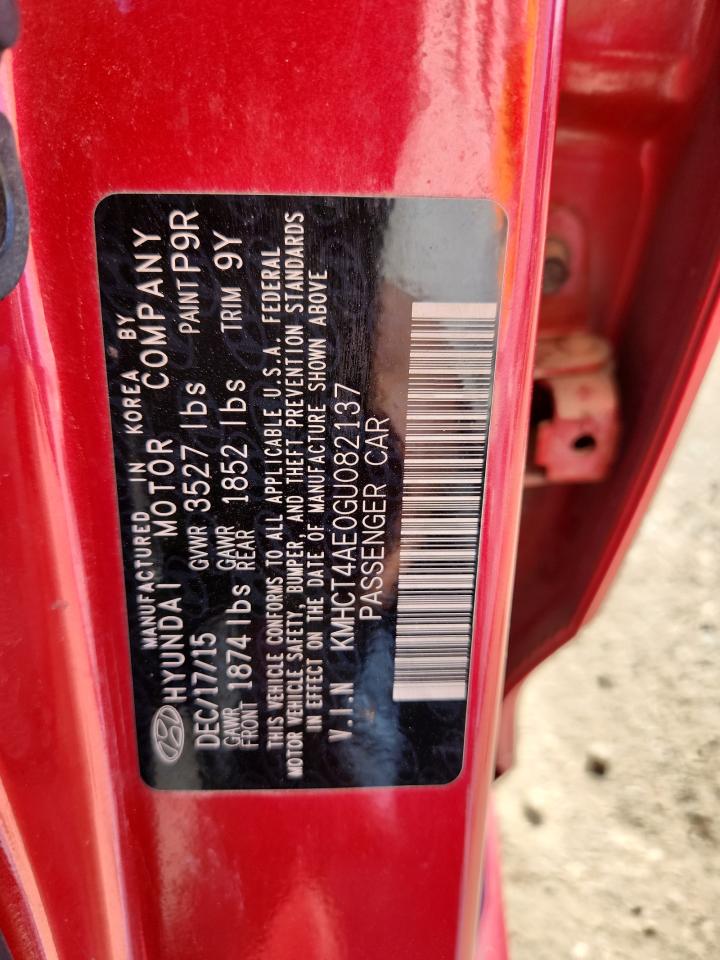 MANUFACTURED IN KOREA BY
HYUNDAI MOTOR COMPANY
DEC/17/15 GVWR 3527 lbs PAINT P9R
GAWR FRONT 1874 lbs GAWR REAR 1852 lbs TRIM 9Y
THIS VEHICLE CONFORMS TO ALL APPLICABLE U.S.A. FEDERAL
MOTOR VEHICLE SAFETY, BUMPER, AND THEFT PREVENTION STANDARDS
IN EFFECT ON THE DATE OF MANUFACTURE SHOWN ABOVE
V.I.N KMHCT4AE0GU082137
PASSENGER CAR